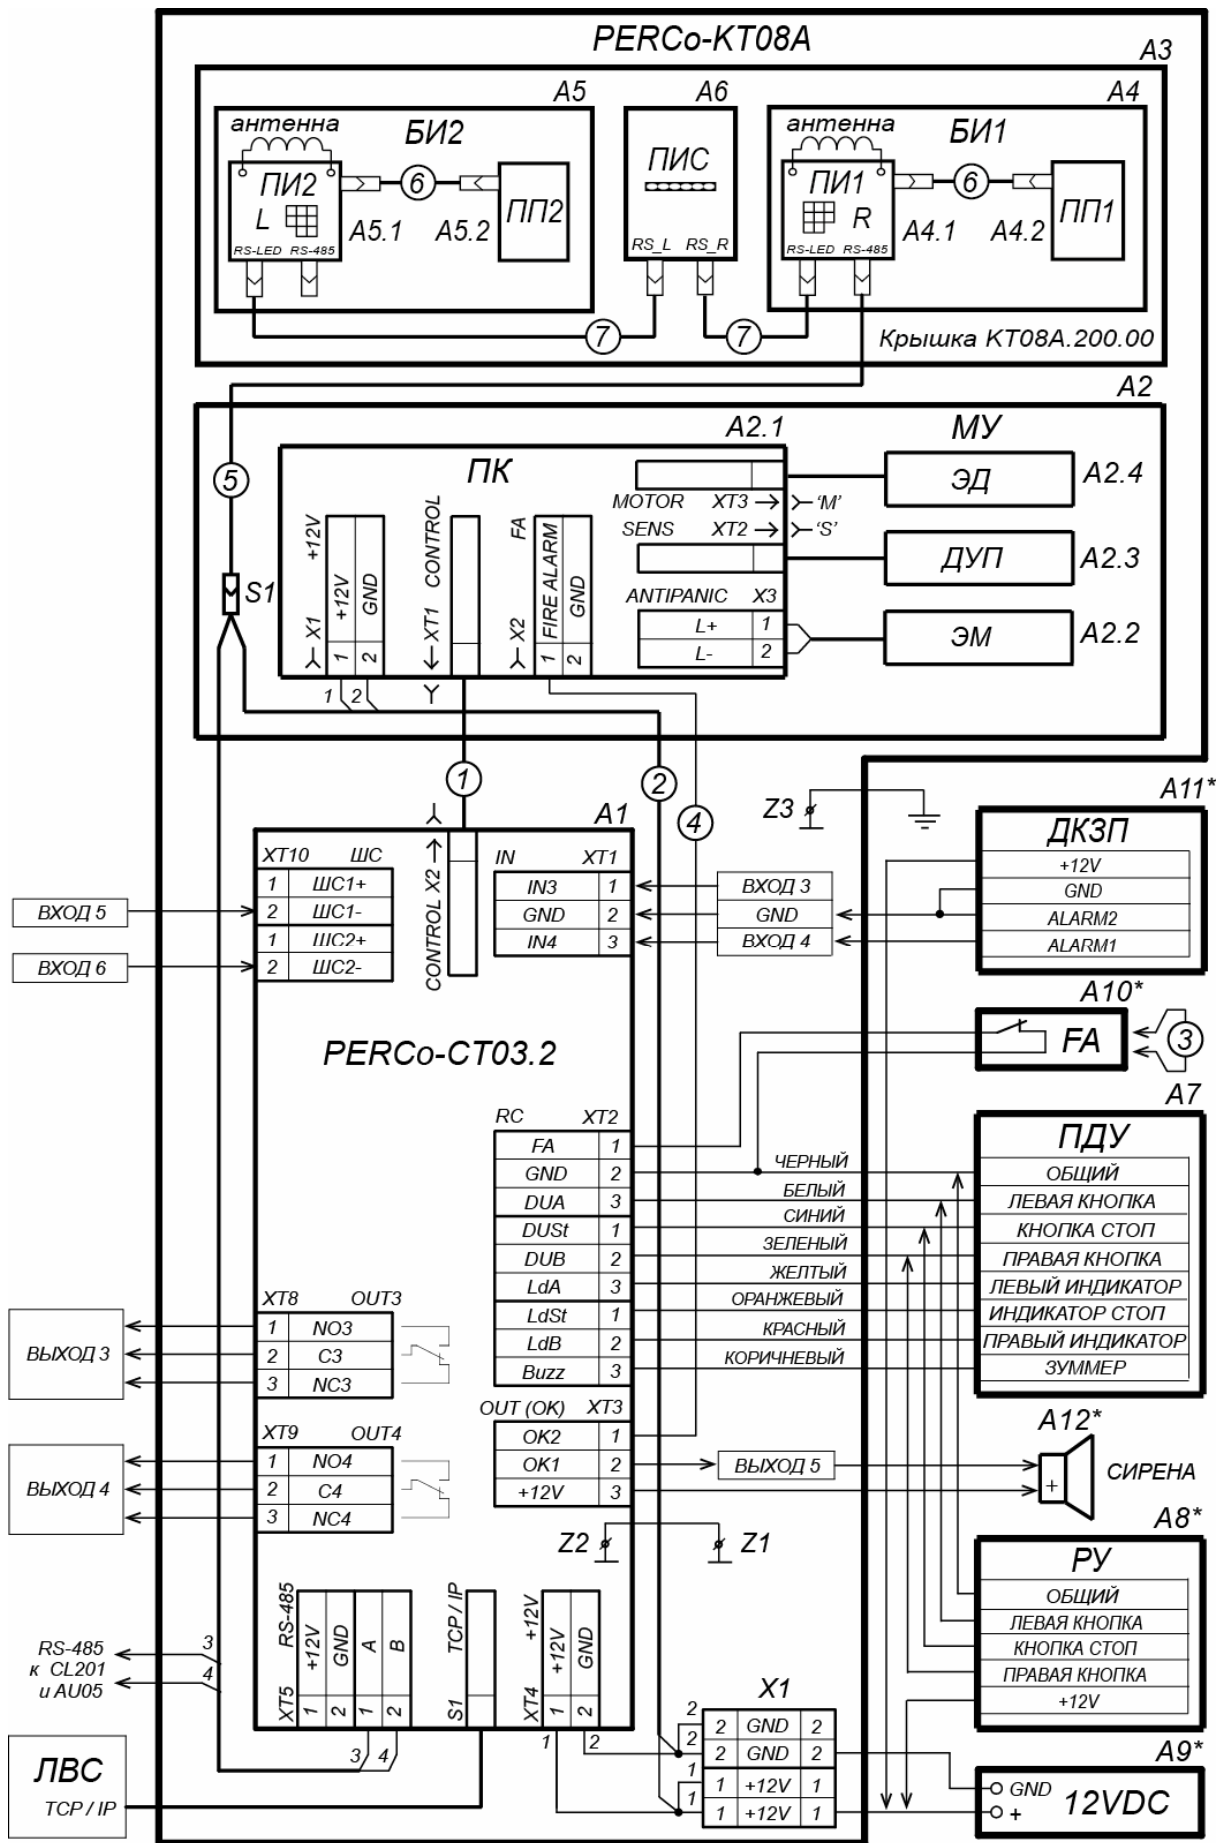 PERCo-KT08A
A3
A5
A6
A4
антенна
БИ2
ПИС
антенна
БИ1
ПИ2
L
ПП2
ПИ1
R
ПП1
6
6
A5.1
A5.2
A4.1
A4.2
RS-LED
RS-485
RS_L
RS_R
RS-LED
RS-485
7
7
Крышка KT08A.200.00
A2
A2.1
МУ
5
ПК
ЭД
A2.4
MOTOR
XT3
‘M’
SENS
XT2
‘S’
ДУП
A2.3
ANTIPANIC
X3
L+
1
L-
2
ЭМ
A2.2
S1
X1
+12V
1
+12V
2
GND
XT1
CONTROL
X2
FA
1
FIRE ALARM
2
GND
1
2
1
2
4
Z3
A11*
A1
ДКЗП
+12V
GND
ALARM2
ALARM1
XT10
ШС
1
ШС1+
2
ШС1-
1
ШС2+
2
ШС2-
CONTROL X2
IN
XT1
IN3
1
GND
2
IN4
3
ВХОД 3
GND
ВХОД 4
ВХОД 5
ВХОД 6
A10*
FA
3
PERCo-CT03.2
A7
RC
XT2
FA
1
GND
2
DUA
3
DUSt
1
DUB
2
LdA
3
LdSt
1
LdB
2
Buzz
3
ЧЕРНЫЙ
БЕЛЫЙ
СИНИЙ
ЗЕЛЕНЫЙ
ЖЕЛТЫЙ
ОРАНЖЕВЫЙ
КРАСНЫЙ
КОРИЧНЕВЫЙ
ПДУ
ОБЩИЙ
ЛЕВАЯ КНОПКА
КНОПКА СТОП
ПРАВАЯ КНОПКА
ЛЕВЫЙ ИНДИКАТОР
ИНДИКАТОР СТОП
ПРАВЫЙ ИНДИКАТОР
ЗУММЕР
XT8
OUT3
1
NO3
2
C3
3
NC3
ВЫХОД 3
XT9
OUT4
1
NO4
2
C4
3
NC4
ВЫХОД 4
OUT (OK)
XT3
OK2
1
OK1
2
+12V
3
ВЫХОД 5
A12*
+
СИРЕНА
Z2
Z1
A8*
РУ
ОБЩИЙ
ЛЕВАЯ КНОПКА
КНОПКА СТОП
ПРАВАЯ КНОПКА
+12V
XT5
RS-485
1
+12V
2
GND
1
A
2
B
S1
TCP / IP
XT4
+12V
1
+12V
2
GND
RS-485
к CL201
и AU05
3
4
3
4
1
2
X1
2
2
GND
2
2
2
GND
2
1
1
+12V
1
1
1
+12V
1
ЛВС
TCP / IP
A9*
GND
+
12VDC